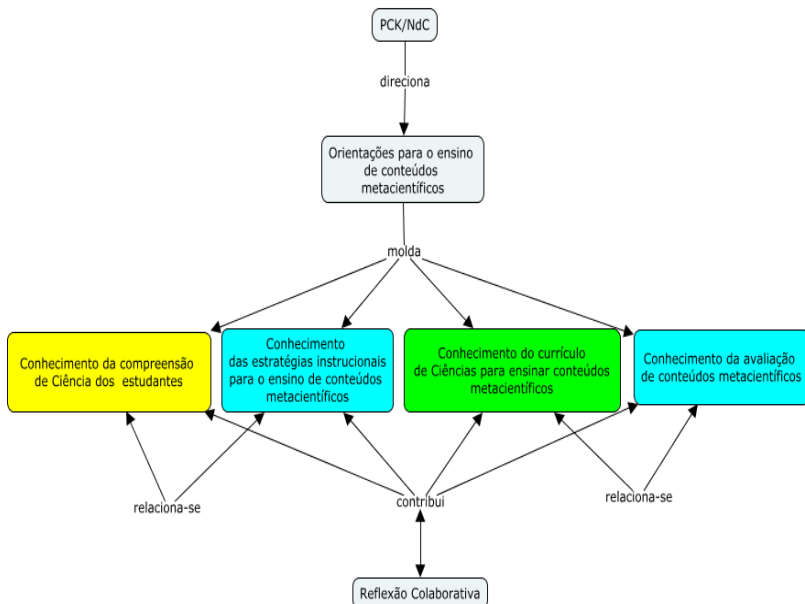 PCK/NdC
direciona
Orientações para o ensino
de conteúdos
metacientíficos
molda
Conhecimento da compreensão
de Ciência dos estudantes
Conhecimento
das estratégias instrucionais
para o ensino de conteúdos
metacientíficos
Conhecimento do currículo
de Ciências para ensinar conteúdos
metacientíficos
Conhecimento da avaliação
de conteúdos metacientíficos
relaciona-se
contribui
relaciona-se
Reflexão Colaborativa